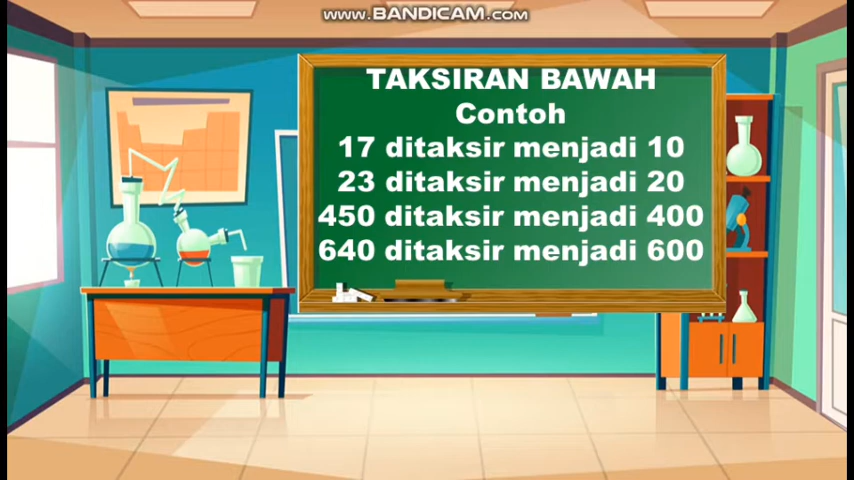 www.BANDICAM.com
TAKSIRAN BAWAH
Contoh
17 ditaksir menjadi 10
23 ditaksir menjadi 20
450 ditaksir menjadi 400
640 ditaksir menjadi 600